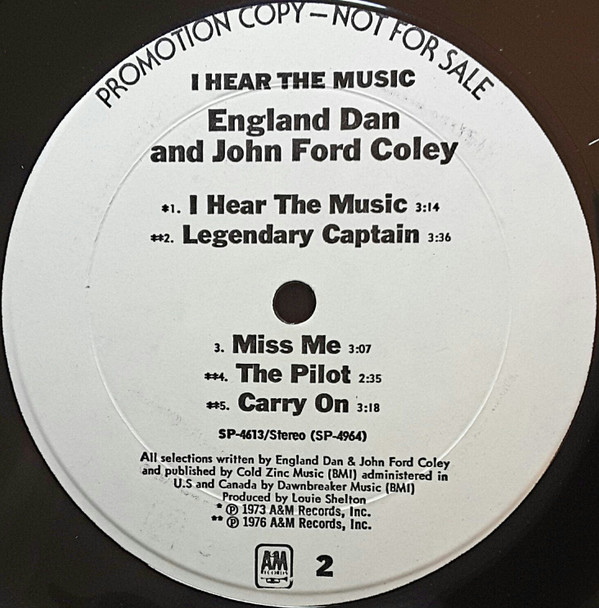 PROMOTION COPY—NOT FOR SALE
I HEAR THE MUSIC
England Dan
and John Ford Coley
*1. I Hear The Music 3:14
**2. Legendary Captain 3:36
3. Miss Me 3:07
**4. The Pilot 2:35
**5. Carry On 3:18
SP-4613/Stereo (SP-4964)
All selections written by England Dan & John Ford Coley
and published by Cold Zinc Music (BMI) administered in
U.S and Canada by Dawnbreaker Music (BMI)
Produced by Louie Shelton
* ℗ 1973 A&M Records, Inc.
** ℗ 1976 A&M Records, Inc.
A&M
RECORDS
2